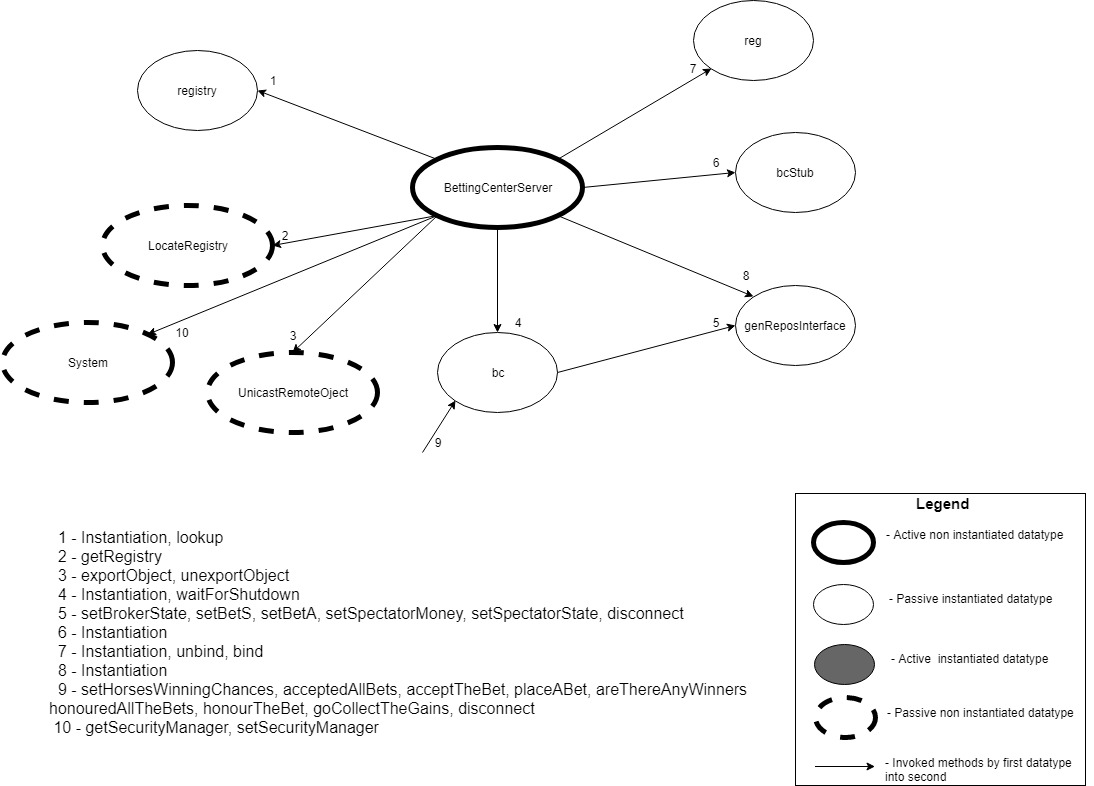 reg
7
1
registry
6
bcStub
BettingCenterServer
2
LocateRegistry
8
10
3
4
5
genReposInterface
System
bc
UnicastRemoteOject
9
Legend
- Active non instantiated datatype
- Passive instantiated datatype
- Active  instantiated datatype
- Passive non instantiated datatype
- Invoked methods by first datatype
into second
1 - Instantiation, lookup
2 - getRegistry
3 - exportObject, unexportObject
4 - Instantiation, waitForShutdown
5 - setBrokerState, setBetS, setBetA, setSpectatorMoney, setSpectatorState, disconnect
6 - Instantiation
7 - Instantiation, unbind, bind
8 - Instantiation
9 - setHorsesWinningChances, acceptedAllBets, acceptTheBet, placeABet, areThereAnyWinners
honouredAllTheBets, honourTheBet, goCollectTheGains, disconnect
10 - getSecurityManager, setSecurityManager